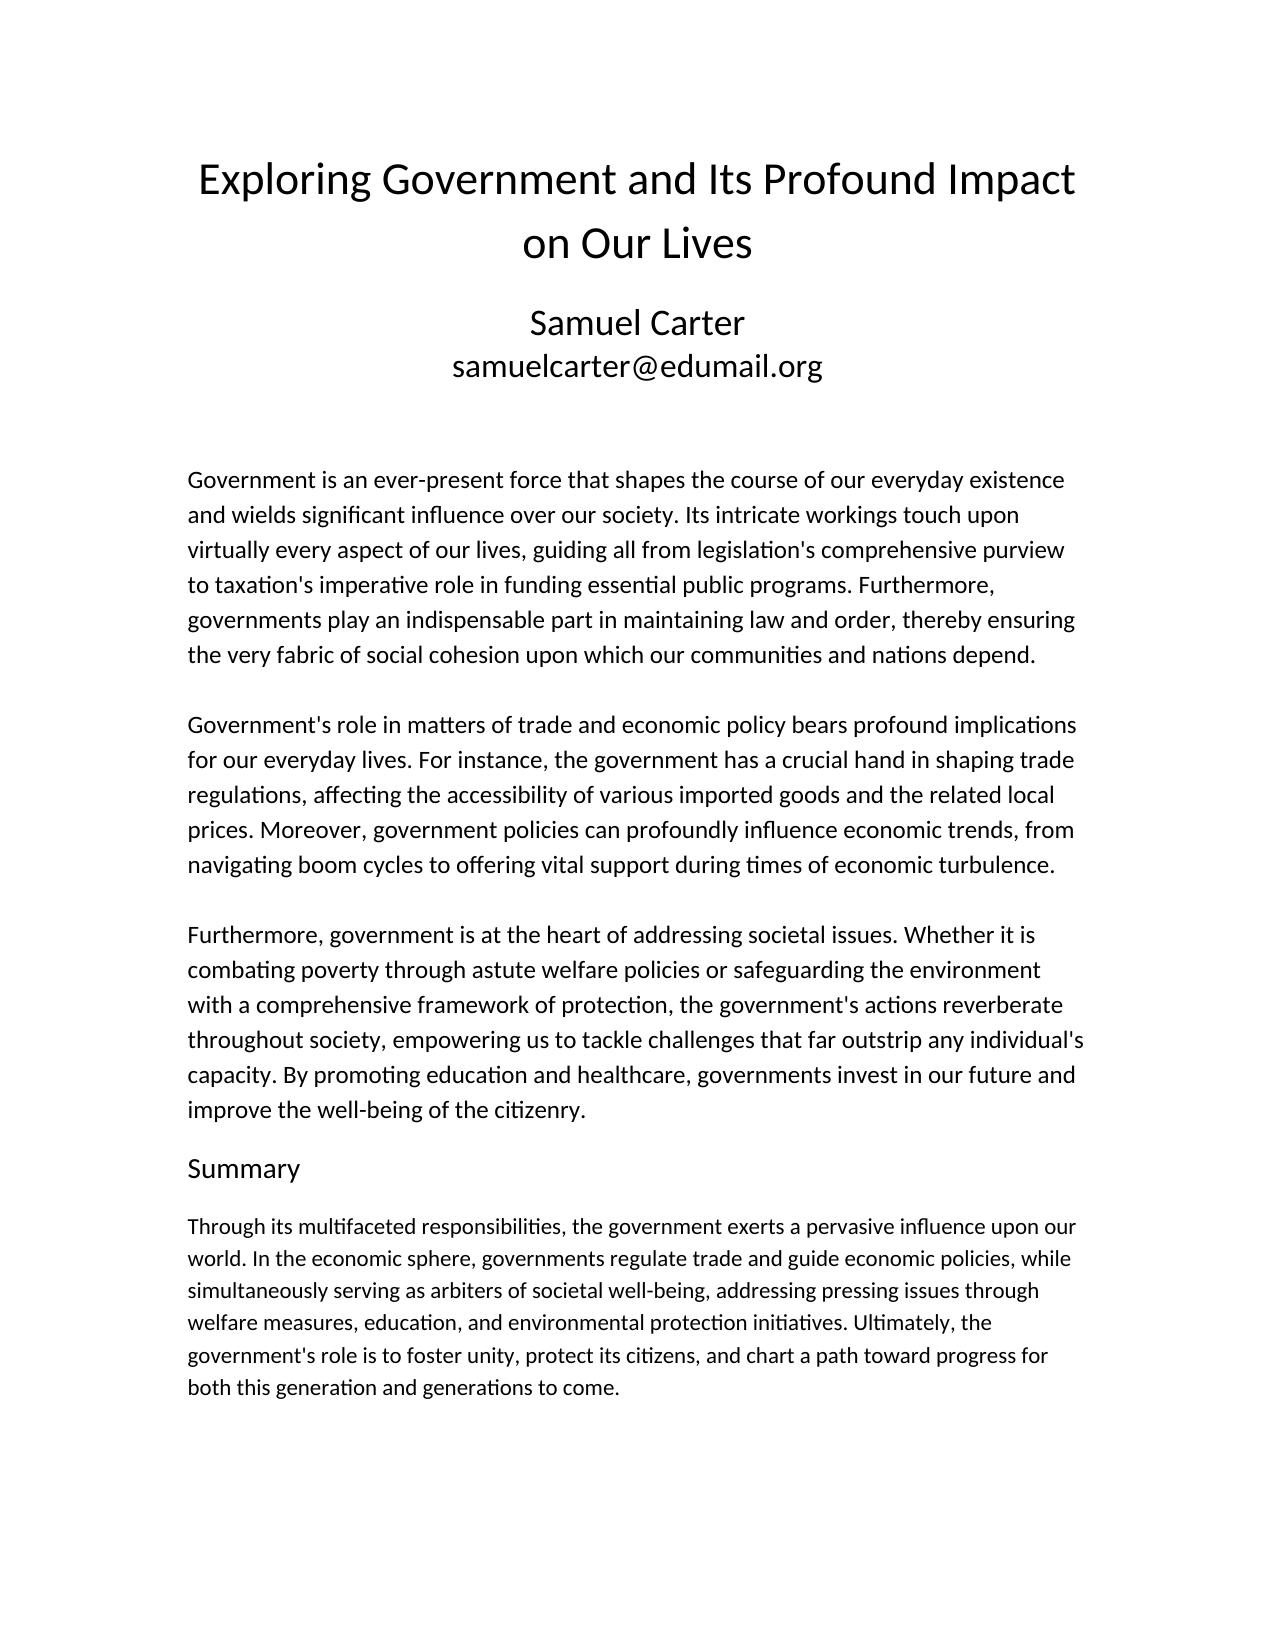 Exploring Government and Its Profound Impact
on Our Lives
Samuel Carter
samuelcarter@edumail.org
Government is an ever-present force that shapes the course of our everyday existence
and wields significant influence over our society. Its intricate workings touch upon
virtually every aspect of our lives, guiding all from legislation's comprehensive purview
to taxation's imperative role in funding essential public programs. Furthermore,
governments play an indispensable part in maintaining law and order, thereby ensuring
the very fabric of social cohesion upon which our communities and nations depend.
Government's role in matters of trade and economic policy bears profound implications
for our everyday lives. For instance, the government has a crucial hand in shaping trade
regulations, affecting the accessibility of various imported goods and the related local
prices. Moreover, government policies can profoundly influence economic trends, from
navigating boom cycles to offering vital support during times of economic turbulence.
Furthermore, government is at the heart of addressing societal issues. Whether it is
combating poverty through astute welfare policies or safeguarding the environment
with a comprehensive framework of protection, the government's actions reverberate
throughout society, empowering us to tackle challenges that far outstrip any individual's
capacity. By promoting education and healthcare, governments invest in our future and
improve the well-being of the citizenry.
Summary
Through its multifaceted responsibilities, the government exerts a pervasive influence upon our
world. In the economic sphere, governments regulate trade and guide economic policies, while
simultaneously serving as arbiters of societal well-being, addressing pressing issues through
welfare measures, education, and environmental protection initiatives. Ultimately, the
government's role is to foster unity, protect its citizens, and chart a path toward progress for
both this generation and generations to come.